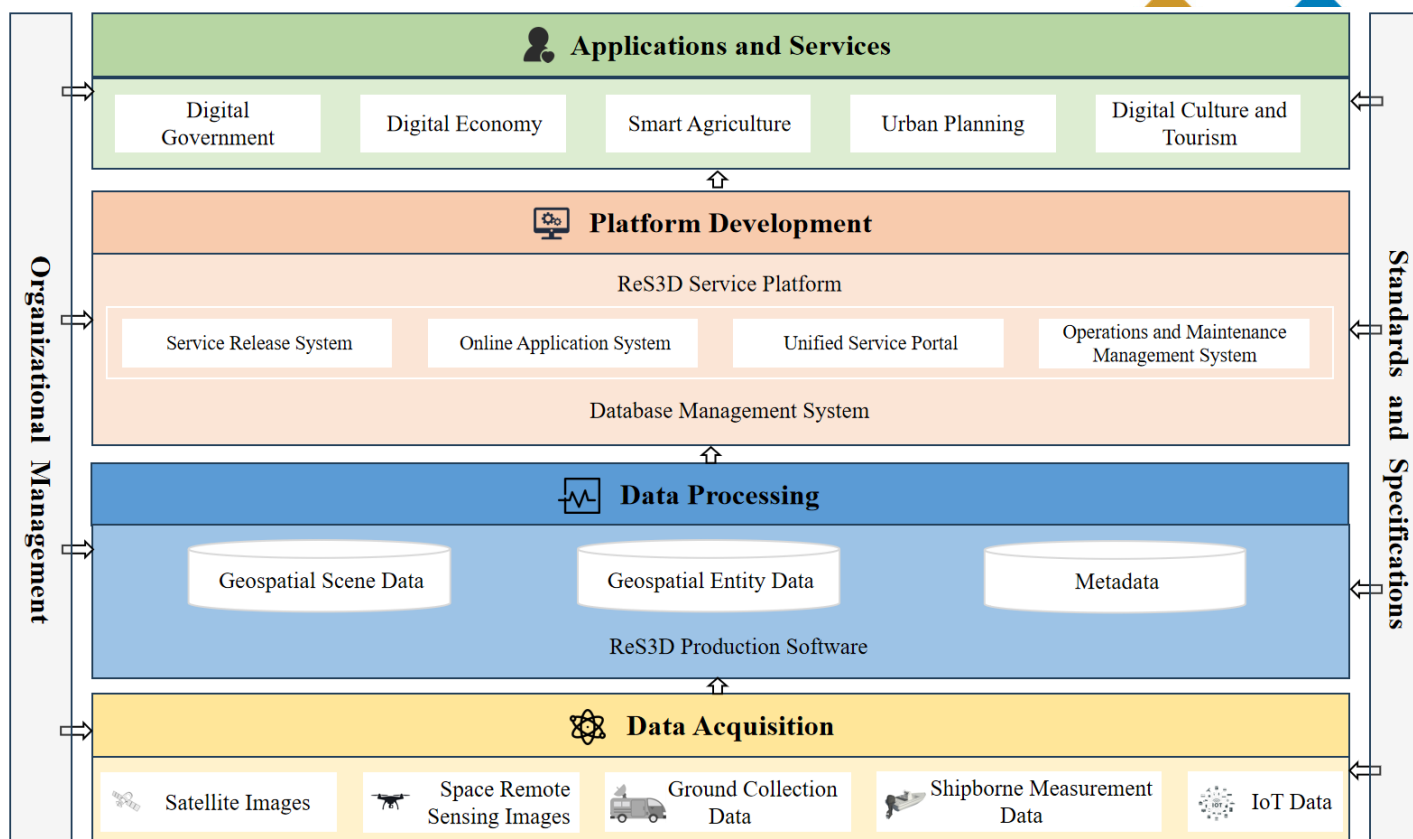 Applications and Services
Digital
Government
Digital Economy
Smart Agriculture
Urban Planning
Digital Culture and
Tourism
Platform Development
ReS3D Service Platform
Service Release System
Online Application System
Unified Service Portal
Operations and Maintenance
Management System
Database Management System
Data Processing
Geospatial Scene Data
Geospatial Entity Data
Metadada
ReS3D Production Software
Data Acquisition
Satellite Images
Space Remote
Sensing Images
Ground Collection
Data
Shipborne Measurement
Data
IOT
IoT Data
Organizational Management
Standards and Specifications